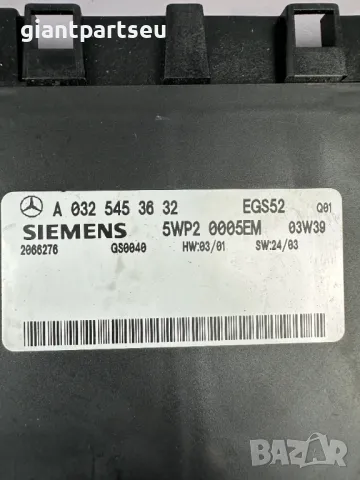 giantpartseu
A 032 545 36 32 EGS52 Q01
SIEMENS 5WP2 0005EM 03W39
2066276 GS0040 HW:03/01 SW:24/03
BAZAR